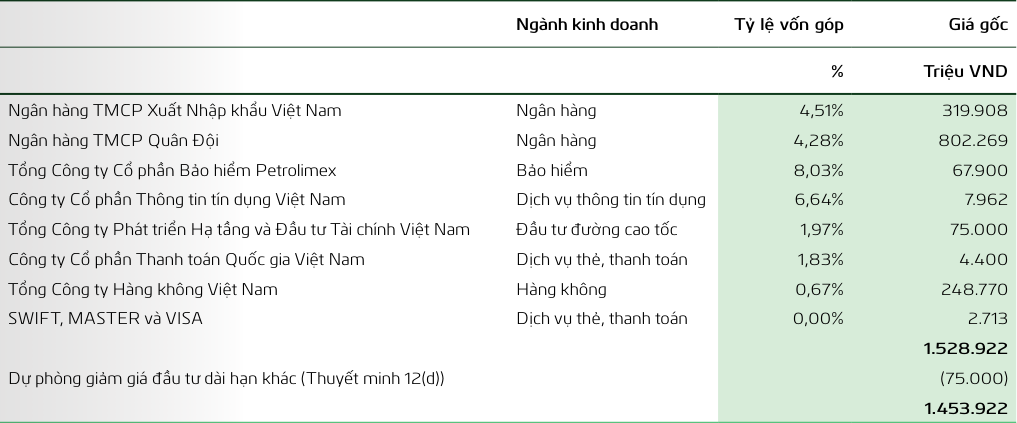 Ngành kinh doanh Tỷ lệ vốn góp Giá gốc
% Triệu VND
Ngân hàng TMCP Xuất Nhập khẩu Việt Nam Ngân hàng 4,51% 319.908
Ngân hàng TMCP Quân Đội Ngân hàng 4,28% 802.269
Tổng Công ty Cổ phần Bảo hiểm Petrolimex Bảo hiểm 8,03% 67.900
Công ty Cổ phần Thông tin tín dụng Việt Nam Dịch vụ thông tin tín dụng 6,64% 7.962
Tổng Công ty Phát triển Hạ tầng và Đầu tư Tài chính Việt Nam Đầu tư đường cao tốc 1,97% 75.000
Công ty Cổ phần Thanh toán Quốc gia Việt Nam Dịch vụ thẻ, thanh toán 1,83% 4.400
Tổng Công ty Hàng không Việt Nam Hàng không 0,67% 248.770
SWIFT, MASTER và VISA Dịch vụ thẻ, thanh toán 0,00% 2.713
1.528.922
Dự phòng giảm giá đầu tư dài hạn khác (Thuyết minh 12(d)) (75.000)
1.453.922